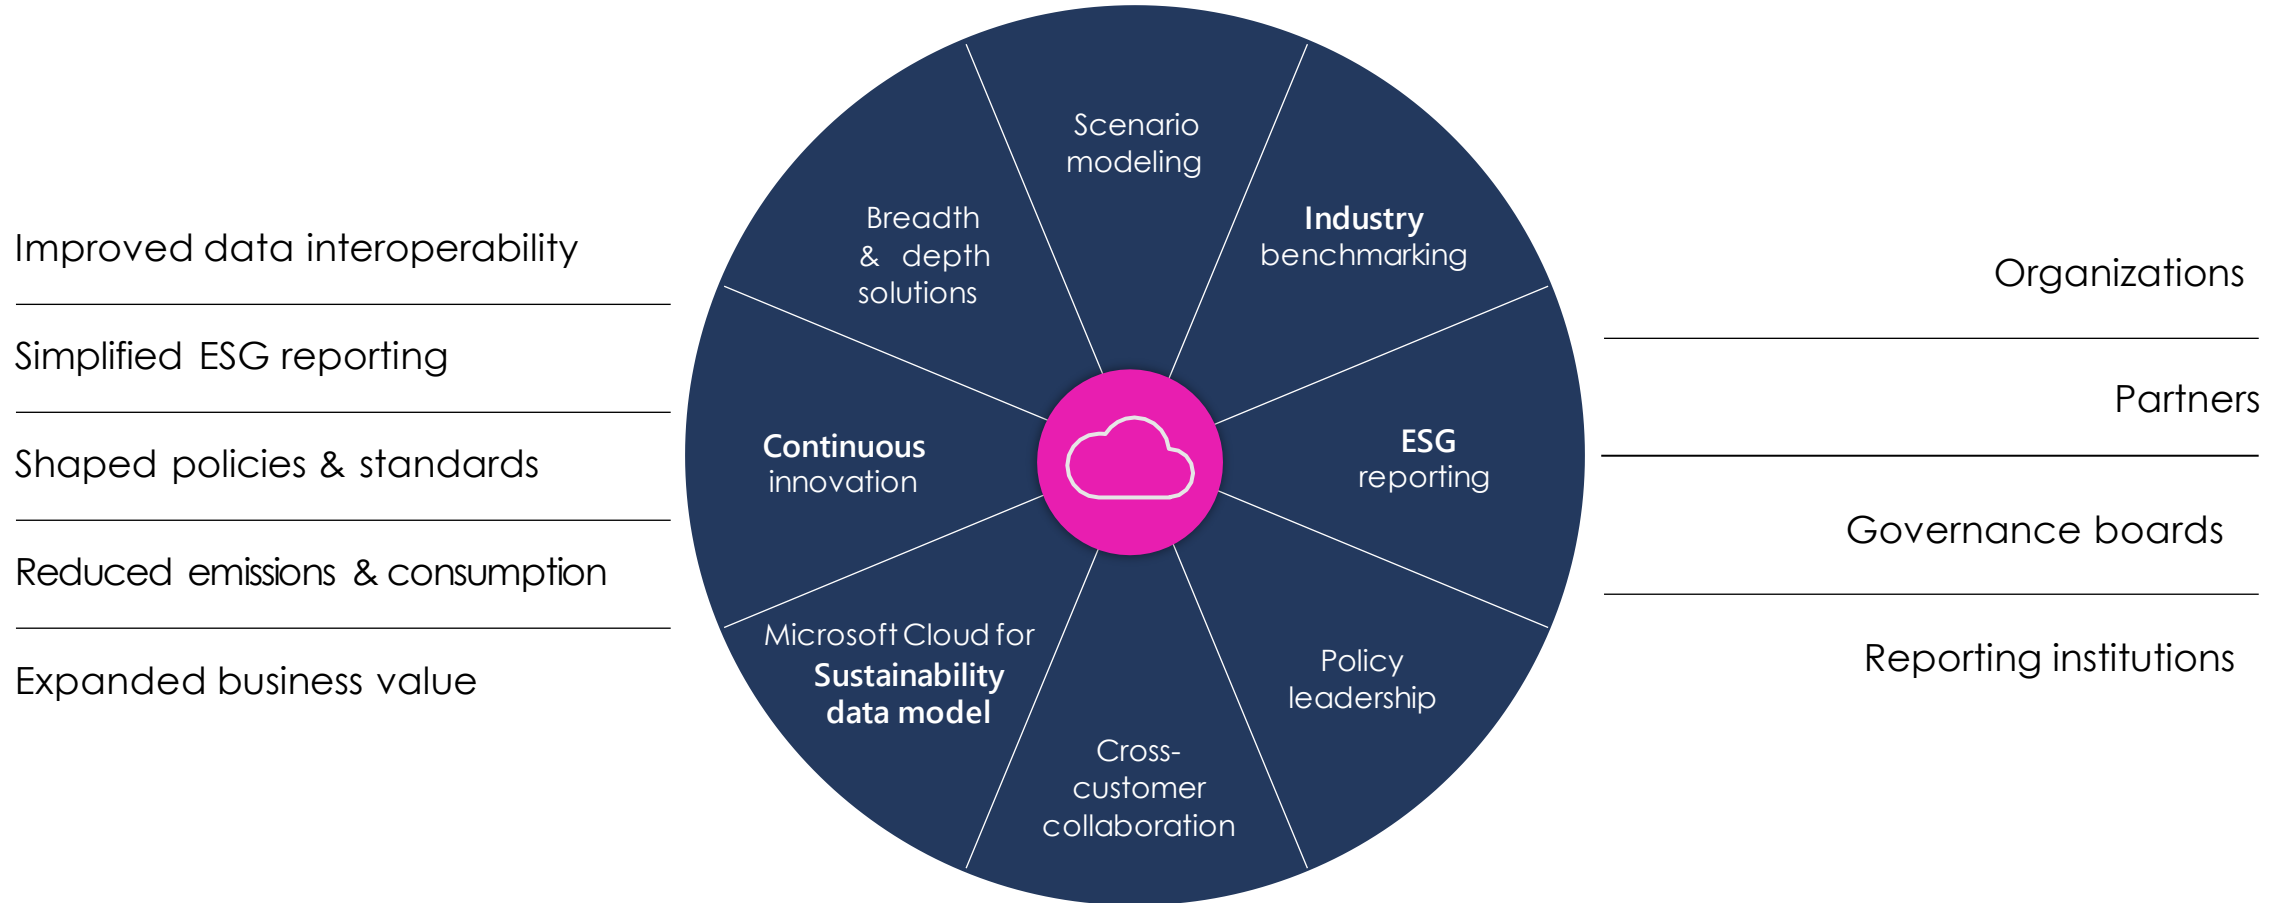 Improved data interoperability
Simplified ESG reporting
Shaped policies & standards
Reduced emissions & consumption
Expanded business value
Scenario
modeling
Industry
benchmarking
ESG
reporting
Policy
leadership
Cross-
customer
collaboration
Microsoft Cloud for
Sustainability
data model
Continuous
innovation
Breadth
& depth
solutions
Organizations
Partners
Governance boards
Reporting institutions